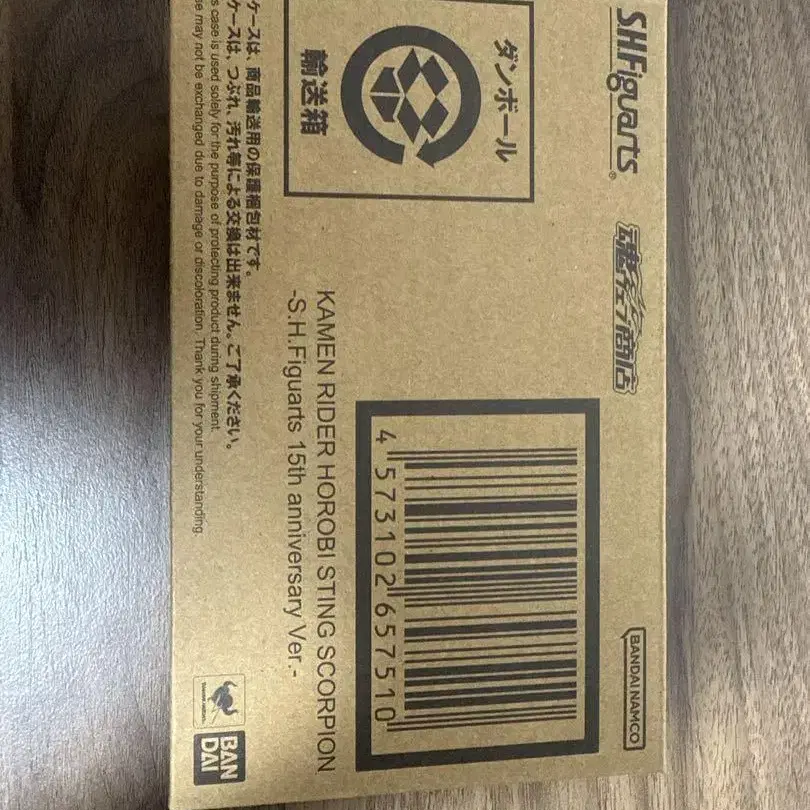 S.H.Figuarts
魂ウェブ商店
BANDAI NAMCO
ダンボール
輸送箱
4 573102 657510
KAMEN RIDER HOROBI STING SCORPION
-S.H.Figuarts 15th anniversary Ver.-
ケースは、商品輸送用の保護梱包材です。
ケースは、つぶれ、汚れ等による交換は出来ません。ご了承ください。
s case is used solely for the purpose of protecting product during shipment.
se may not be exchanged due to damage or discoloration. Thank you for your understanding.
BAN
DAI